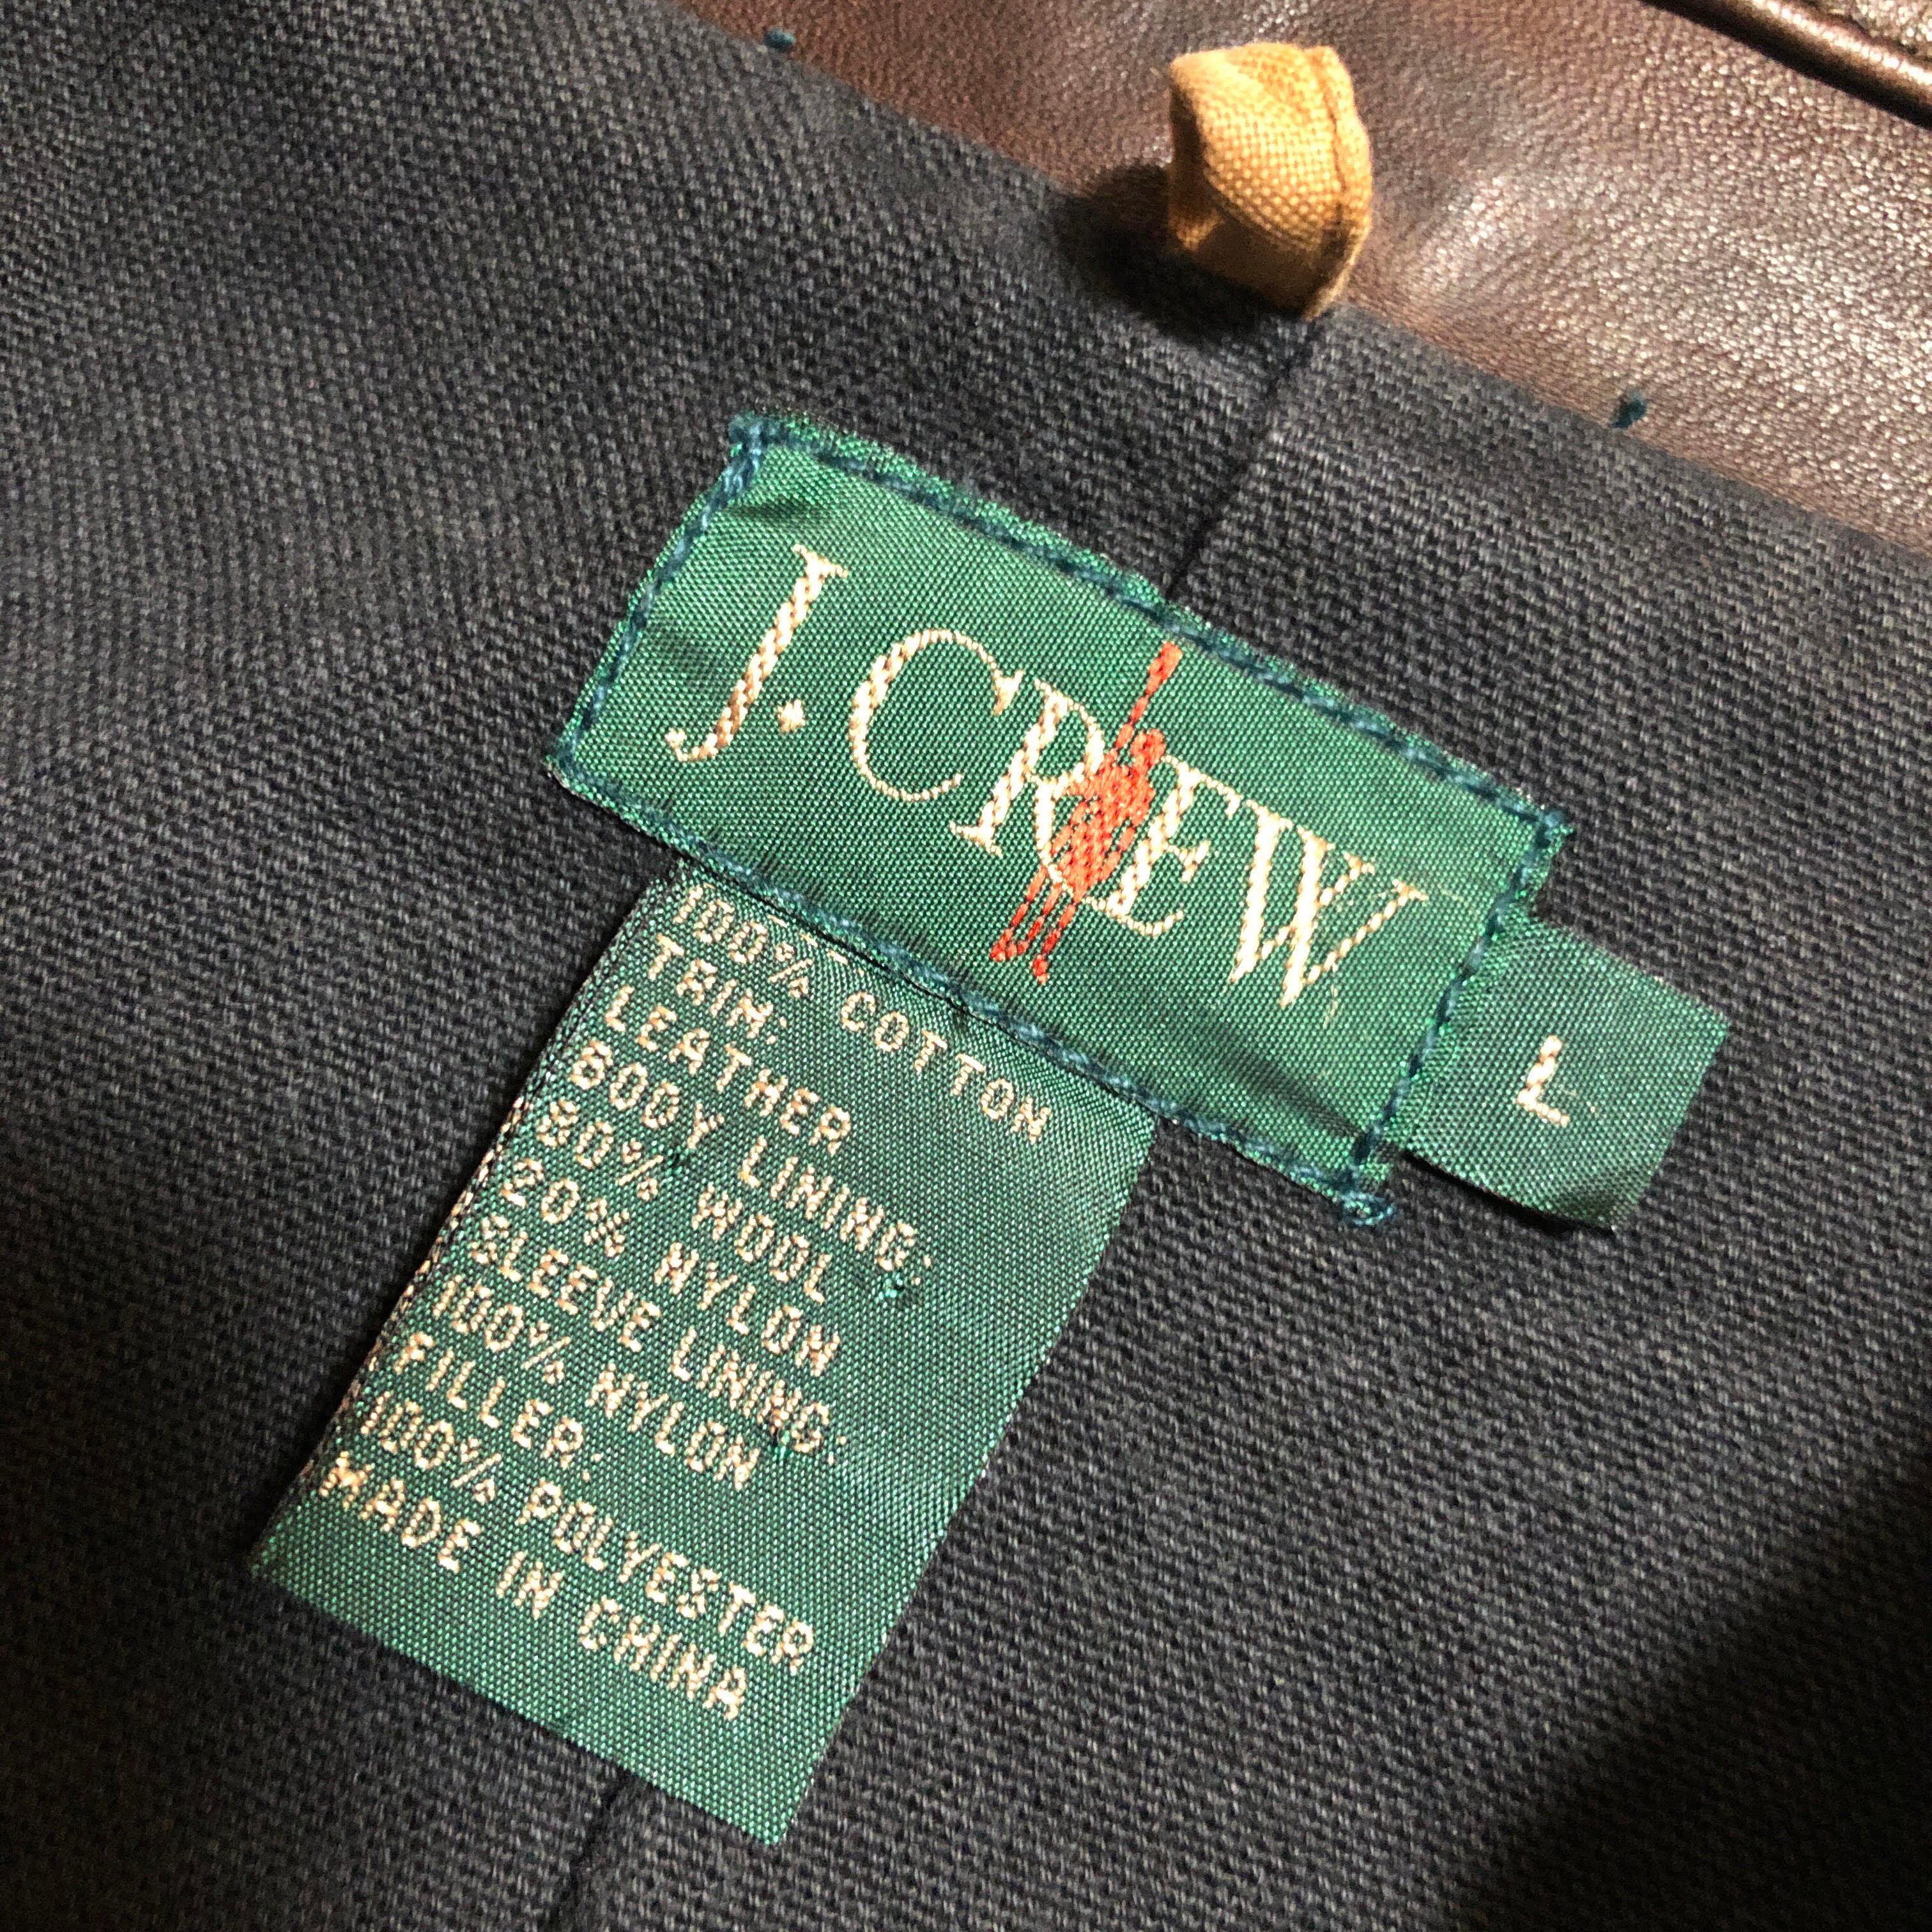 J. CREW
L
100% COTTON
TRIM:
LEATHER
BODY LINING:
80% WOOL
20% NYLON
SLEEVE LINING:
100% NYLON
FILLER:
100% POLYESTER
MADE IN CHINA